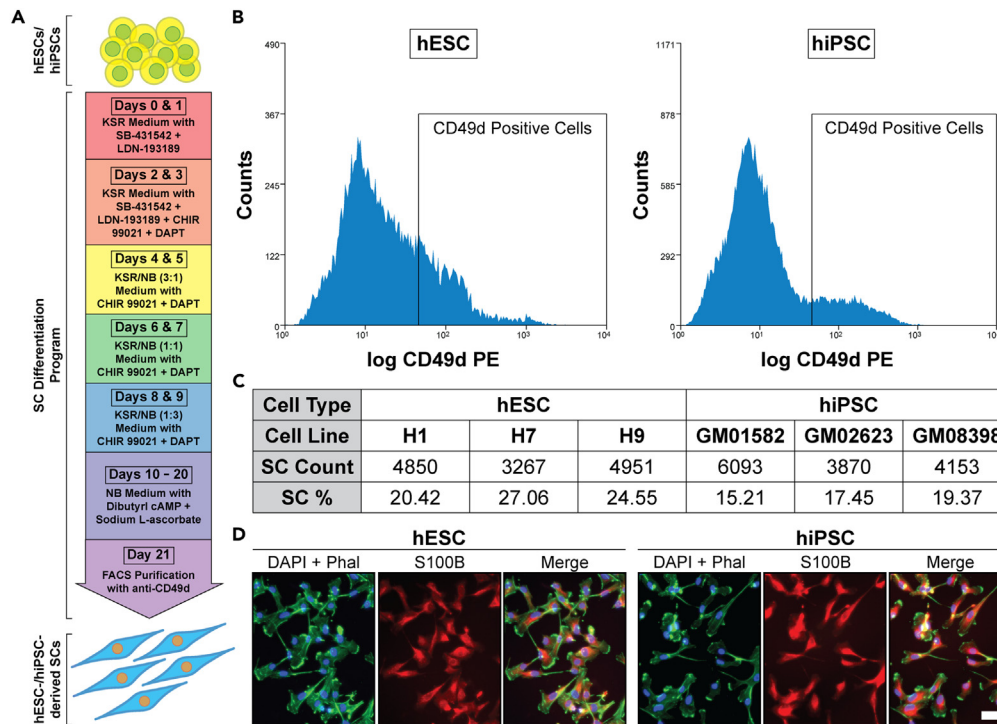 A
hESCs/
hiPSCs
SC Differentiation
Program
Days 0 & 1
KSR Medium with
SB-431542 +
LDN-193189
Days 2 & 3
KSR Medium with
SB-431542 +
LDN-193189 + CHIR
99021 + DAPT
Days 4 & 5
KSR/NB (3:1)
Medium with
CHIR 99021 + DAPT
Days 6 & 7
KSR/NB (1:1)
Medium with
CHIR 99021 + DAPT
Days 8 & 9
KSR/NB (1:3)
Medium with
CHIR 99021 + DAPT
Days 10 – 20
NB Medium with
Dibutyrl cAMP +
Sodium L-ascorbate
Day 21
FACS Purification
with anti-CD49d
hESC-/hiPSC-
derived SCs
B
hESC
490
367
245
122
0
Counts
CD49d Positive Cells
10⁰ 10¹ 10² 10³ 10⁴
log CD49d PE
hiPSC
1171
878
585
292
0
Counts
CD49d Positive Cells
10⁰ 10¹ 10² 10³ 10
log CD49d PE
C
Cell Type hESC hiPSC
Cell Line H1 H7 H9 GM01582 GM02623 GM08398
SC Count 4850 3267 4951 6093 3870 4153
SC % 20.42 27.06 24.55 15.21 17.45 19.37
D
hESC
DAPI + Phal S100B Merge
hiPSC
DAPI + Phal S100B Merge